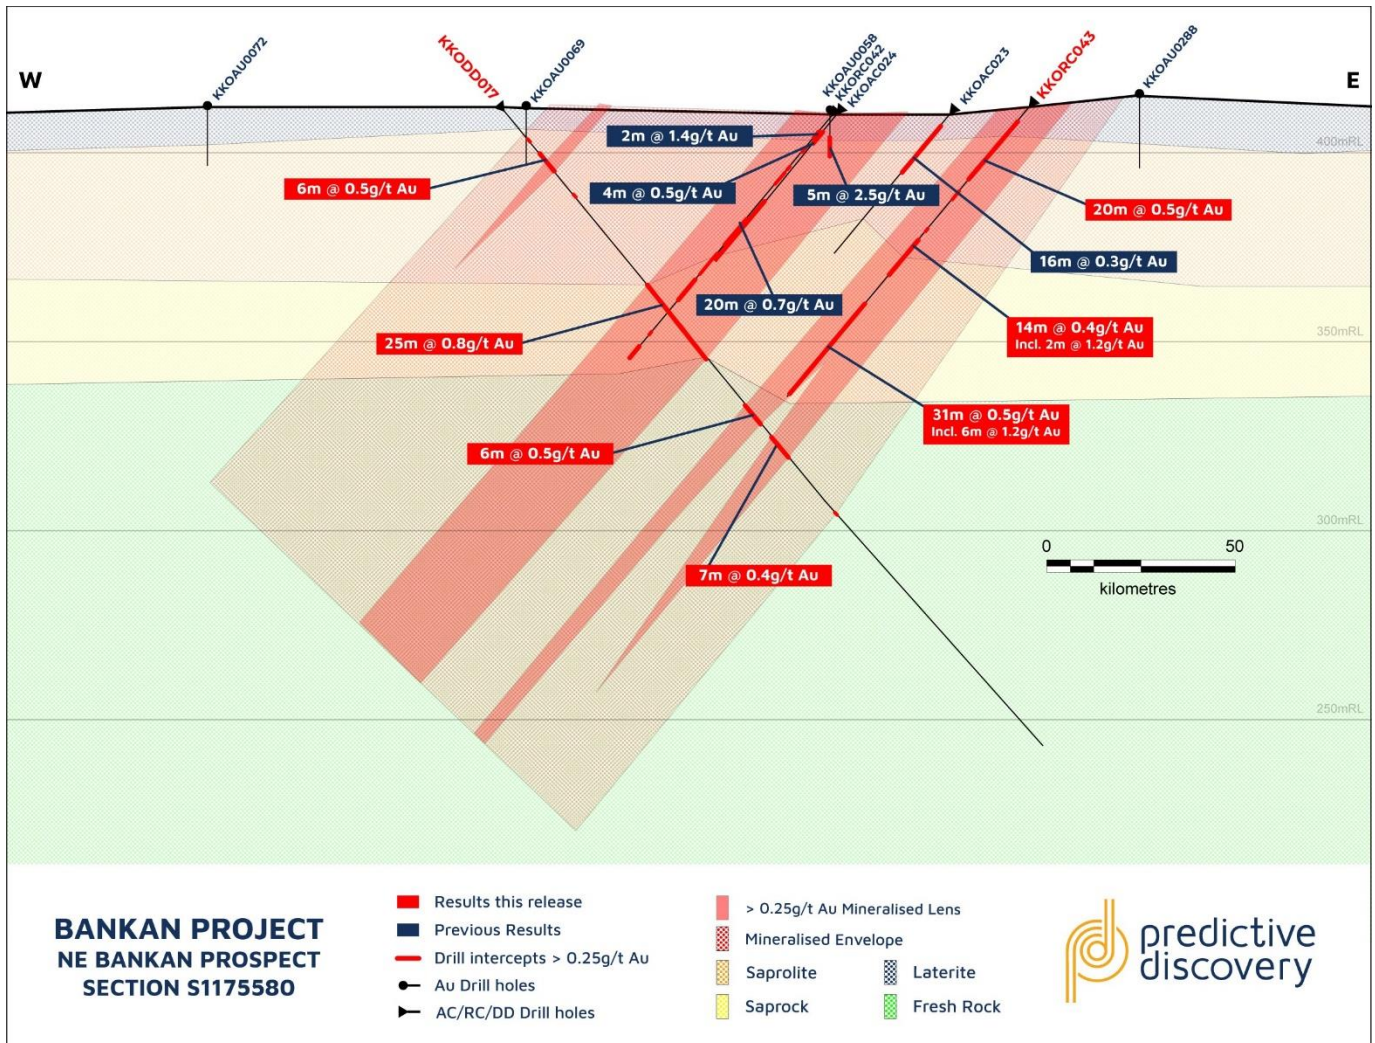 W
KKOAU0072
KKODD017
KKOAU0069
KKOAU0058
KKORC042
KKOAC024
KKOAC023
KKORC043
KKOAU0288
E
2m @ 1.4g/t Au
400mRL
6m @ 0.5g/t Au
4m @ 0.5g/t Au
5m @ 2.5g/t Au
20m @ 0.5g/t Au
16m @ 0.3g/t Au
20m @ 0.7g/t Au
25m @ 0.8g/t Au
14m @ 0.4g/t Au
Incl. 2m @ 1.2g/t Au
350mRL
31m @ 0.5g/t Au
Incl. 6m @ 1.2g/t Au
6m @ 0.5g/t Au
300mRL
7m @ 0.4g/t Au
0 50
kilometres
250mRL
BANKAN PROJECT
NE BANKAN PROSPECT
SECTION S1175580
Results this release
Previous Results
Drill intercepts > 0.25g/t Au
Au Drill holes
AC/RC/DD Drill holes
> 0.25g/t Au Mineralised Lens
Mineralised Envelope
Saprolite
Laterite
Saprock
Fresh Rock
predictive
discovery